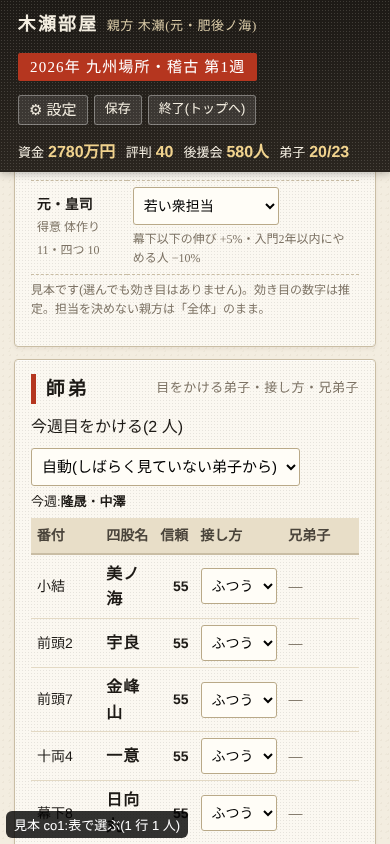 木瀬部屋 親方 木瀬(元・肥後ノ海)
2026年 九州場所・稽古 第1週
⚙ 設定 保存 終了(トップへ)
資金 2780万円 評判 40 後援会 580人 弟子 20/23
元・皇司 若い衆担当
得意 体作り
11・四つ 10
幕下以下の伸び +5%・入門2年以内にや
める人 −10%
見本です(選んでも効き目はありません)。効き目の数字は推
定。担当を決めない親方は「全体」のまま。
師弟 目をかける弟子・接し方・兄弟子
今週目をかける(2 人)
自動(しばらく見ていない弟子から)
今週:隆晟・中澤
番付 四股名 信頼 接し方 兄弟子
小結 美ノ海 55 ふつう —
前頭2 宇良 55 ふつう —
前頭7 金峰山 55 ふつう —
十両4 一意 55 ふつう —
幕下8 日向 55 ふつう —
見本 co1:表で選ぶ(1 行 1 人)